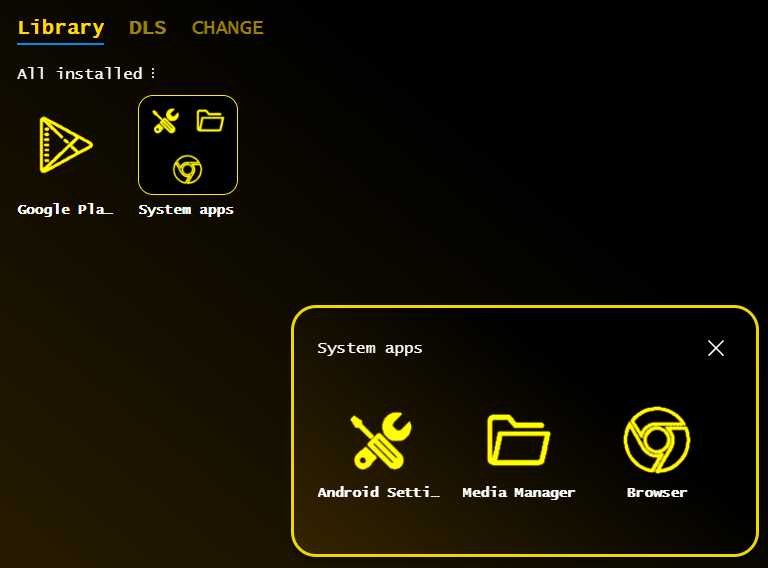 Library DLS CHANGE
All installed
Google Pla…
System apps
System apps
Android Setti…
Media Manager
Browser